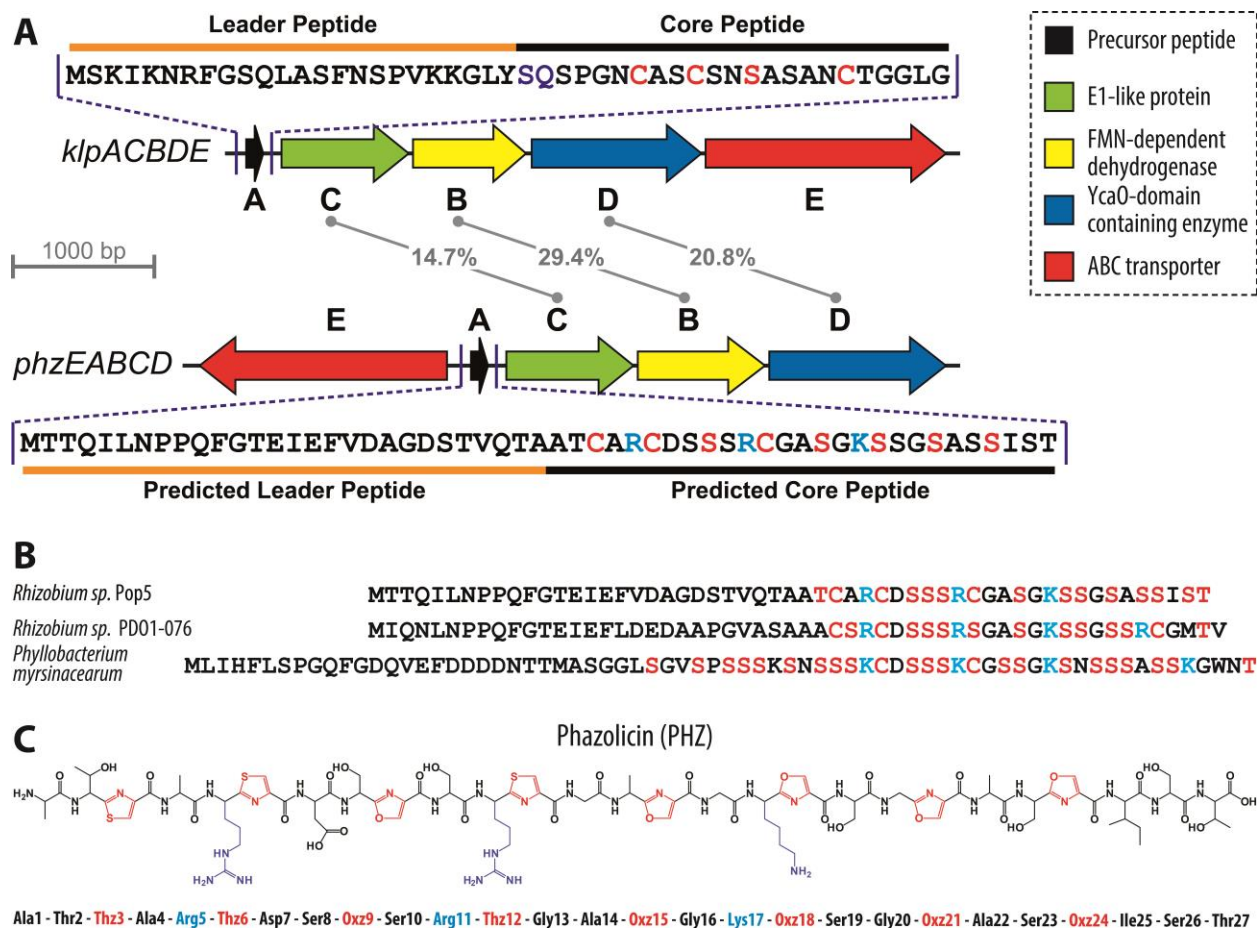 A
Leader Peptide Core Peptide
MSKIKNRFGSQLASFNSPVKKGLYSQSPGNCASCSNSASANCTGGLG
klpACBDE
A C B D E
1000 bp
14.7% 29.4% 20.8%
E A C B D
phzEABCD
MTTQILNPPQFGTEIEFVDAGDSTVQTAATCARCDSSSRCGASGKSSGSASSIST
Predicted Leader Peptide Predicted Core Peptide
Precursor peptide
E1-like protein
FMN-dependent
dehydrogenase
YcaO-domain
containing enzyme
ABC transporter
B
Rhizobium sp. Pop5 MTTQILNPPQFGTEIEFVDAGDSTVQTAATCARCDSSSRCGASGKSSGSASSIST
Rhizobium sp. PD01-076 MIQNLNPPQFGTEIEFLDEDAAPGVASAAACSRCDSSSRSGASGKSSGSSRCGMTV
Phyllobacterium
myrsinacearum MLIHFLSPGQFGDQVEFDDDDNTTMASGGLSGVSPSSSKSNSSSKCDSSSKCGSSGKSNSSSASSKGWNT
C
Phazolicin (PHZ)
Ala1 - Thr2 - Thz3 - Ala4 - Arg5 - Thz6 - Asp7 - Ser8 - Oxz9 - Ser10 - Arg11 - Thz12 - Gly13 - Ala14 - Oxz15 - Gly16 - Lys17 - Oxz18 - Ser19 - Gly20 - Oxz21 - Ala22 - Ser23 - Oxz24 - Ile25 - Ser26 - Thr27